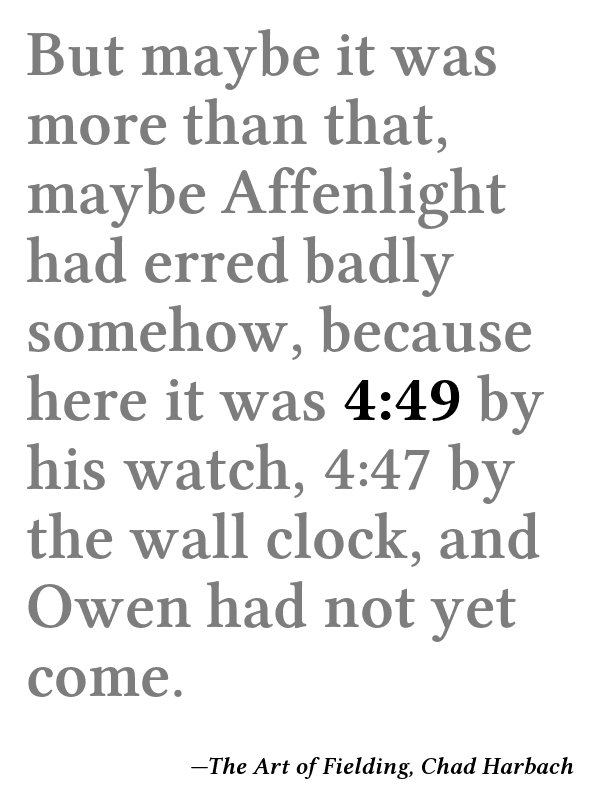 But maybe it was
more than that,
maybe Affenlight
had erred badly
somehow, because
here it was 4:49 by
his watch, 4:47 by
the wall clock, and
Owen had not yet
come.
—The Art of Fielding, Chad Harbach